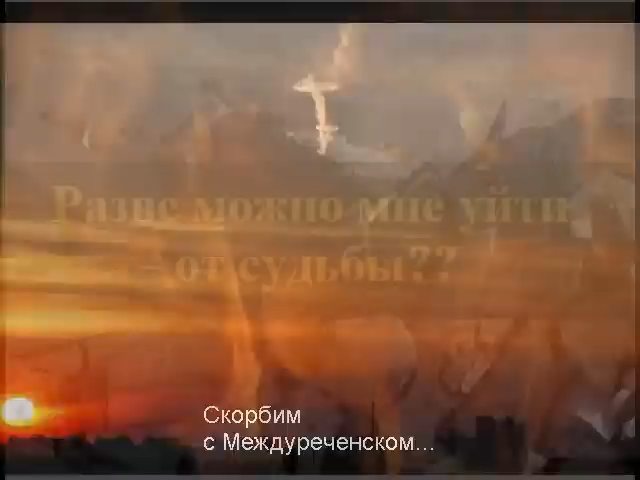 Разве можно мне уйти
от судьбы??
Скорбим
с Междуреченском...